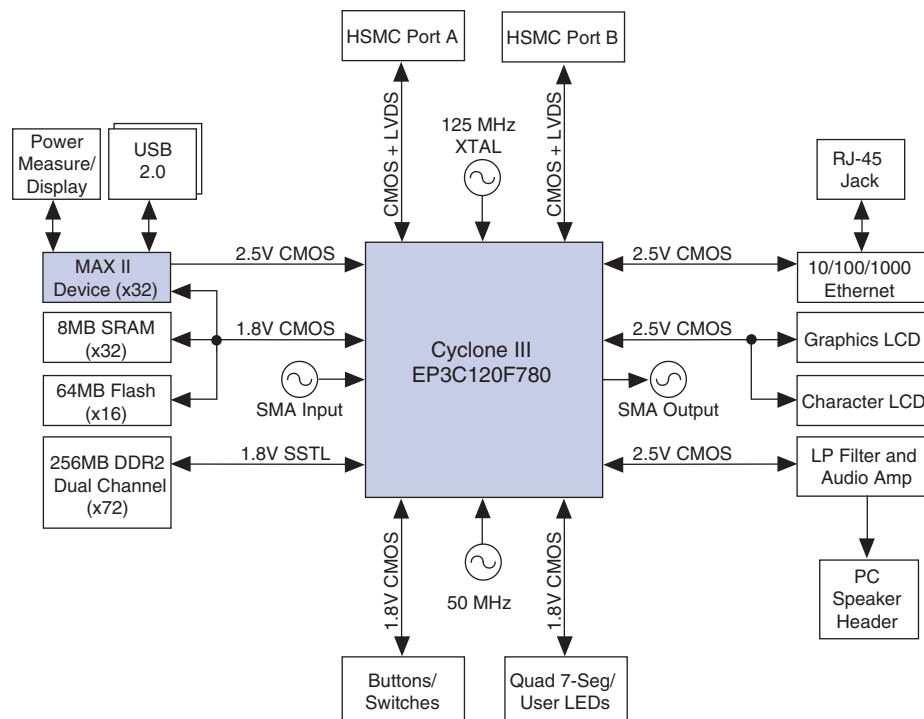 HSMC Port A
HSMC Port B
CMOS + LVDS
125 MHz
XTAL
CMOS + LVDS
Power
Measure/
Display
USB
2.0
RJ-45
Jack
MAX II
Device (x32)
2.5V CMOS
2.5V CMOS
10/100/1000
Ethernet
8MB SRAM
(x32)
1.8V CMOS
Cyclone III
EP3C120F780
2.5V CMOS
Graphics LCD
64MB Flash
(x16)
SMA Input
SMA Output
Character LCD
256MB DDR2
Dual Channel
(x72)
1.8V SSTL
2.5V CMOS
LP Filter and
Audio Amp
1.8V CMOS
50 MHz
1.8V CMOS
PC
Speaker
Header
Buttons/
Switches
Quad 7-Seg/
User LEDs